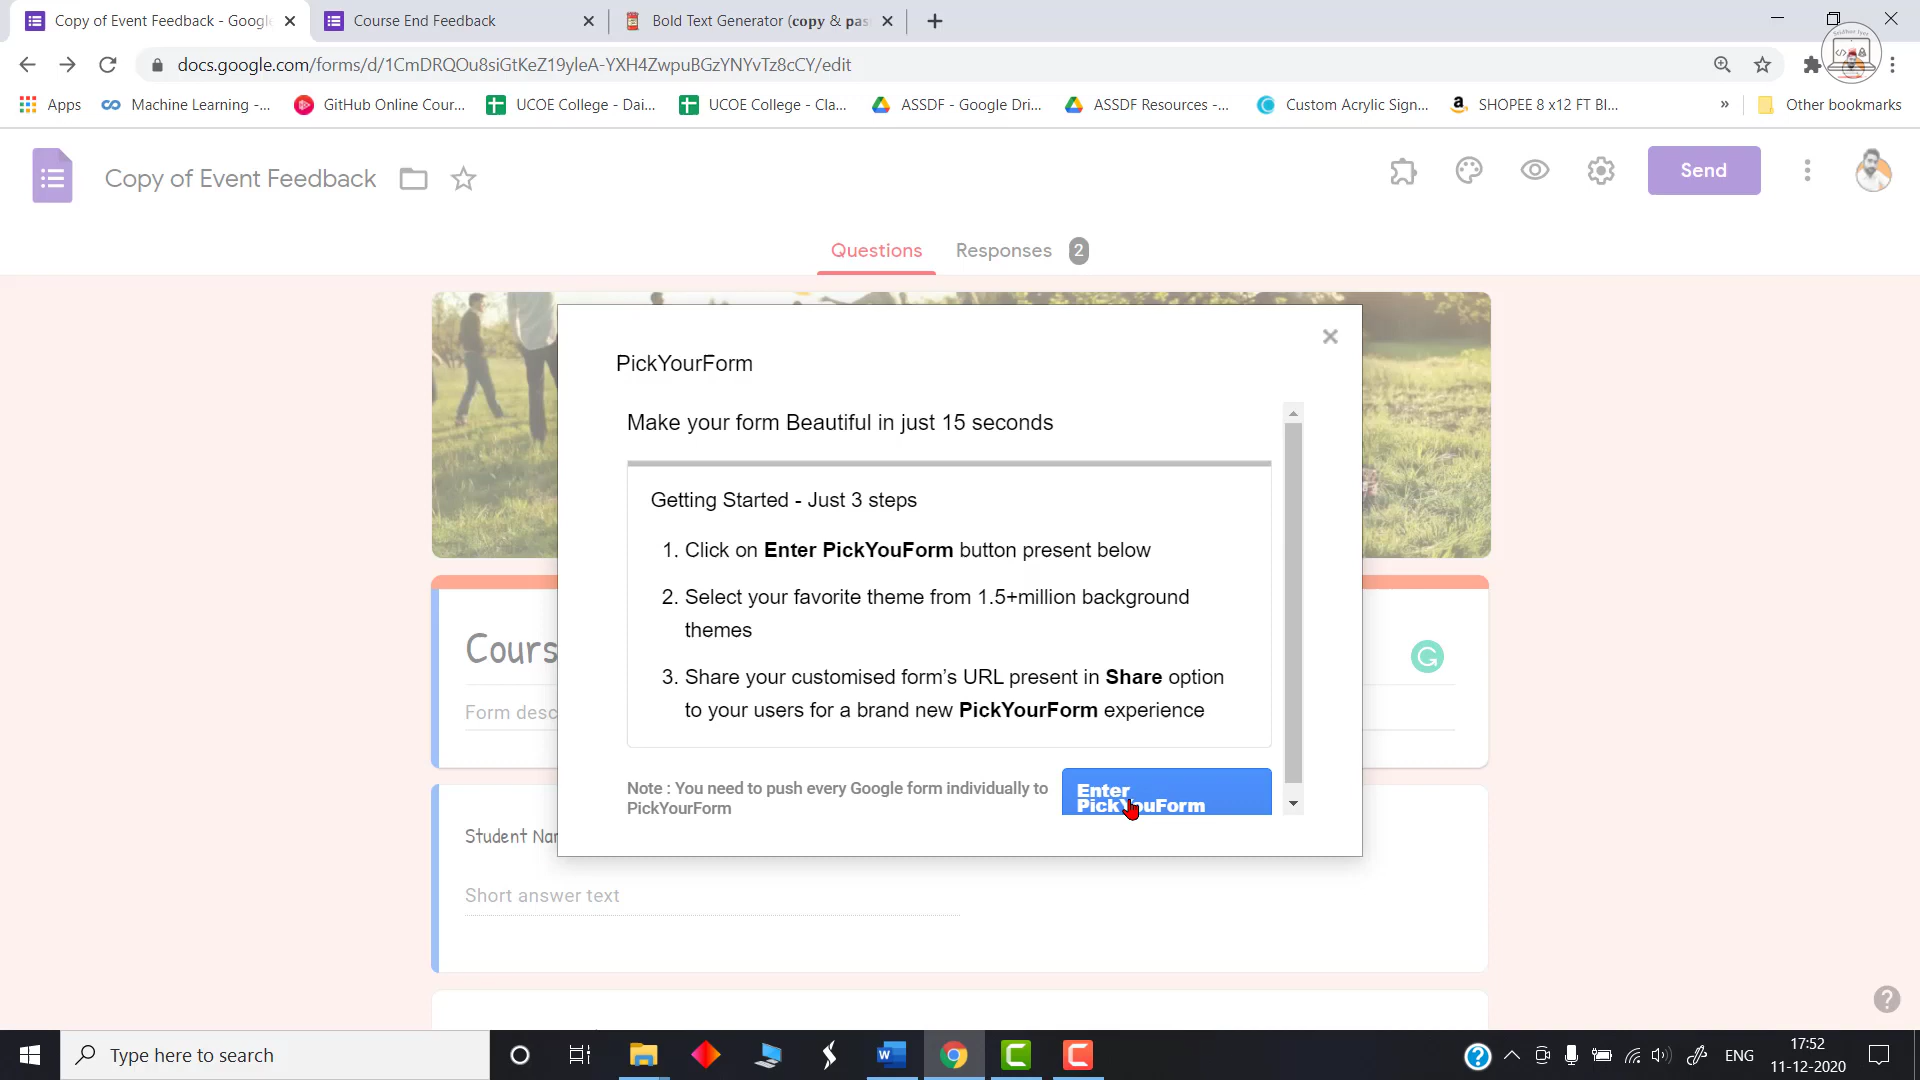 Copy of Event Feedback - Google
Course End Feedback
Bold Text Generator (copy & pas
docs.google.com/forms/d/1CmDRQOu8siGtKeZ19yleA-YXH4ZwpuBGzYNYvTz8cCY/edit
Apps
Machine Learning -...
GitHub Online Cour...
UCOE College - Dai...
UCOE College - Cla...
ASSDF - Google Dri...
ASSDF Resources -...
Custom Acrylic Sign...
SHOPEE 8 x12 FT Bl...
»
Other bookmarks
Copy of Event Feedback
Send
Questions
Responses 2
PickYourForm
Make your form Beautiful in just 15 seconds
Getting Started - Just 3 steps
1. Click on Enter PickYouForm button present below
2. Select your favorite theme from 1.5+million background
themes
3. Share your customised form's URL present in Share option
to your users for a brand new PickYourForm experience
Note : You need to push every Google form individually to
PickYourForm
Enter
PickYouForm
Cours
Form desc
Student Nar
Short answer text
Type here to search
ENG
17:52
11-12-2020